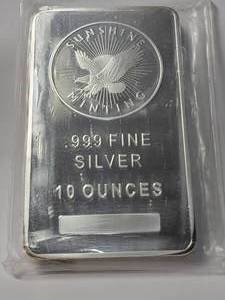 SUNSHINE
MINTING
.999 FINE
SILVER
10 OUNCES